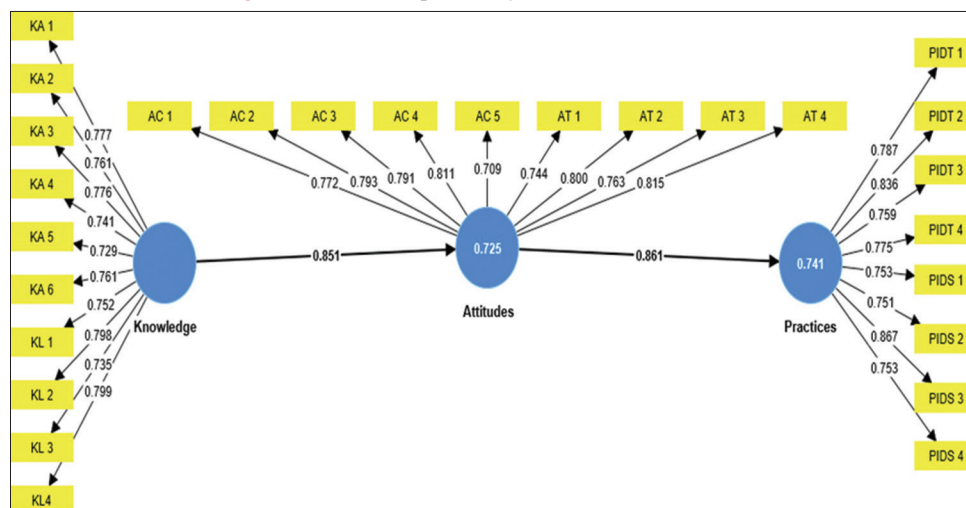 KA 1
KA 2
KA 3
KA 4
KA 5
KA 6
KL 1
KL 2
KL 3
KL4
0.777
0.761
0.776
0.741
0.729
0.761
0.752
0.798
0.735
0.799
Knowledge
0.851
AC 1
AC 2
AC 3
AC 4
AC 5
AT 1
AT 2
AT 3
AT 4
0.772
0.793
0.791
0.811
0.709
0.744
0.800
0.763
0.815
0.725
Attitudes
0.861
0.741
Practices
0.787
0.836
0.759
0.775
0.753
0.751
0.867
0.753
PIDT 1
PIDT 2
PIDT 3
PIDT 4
PIDS 1
PIDS 2
PIDS 3
PIDS 4